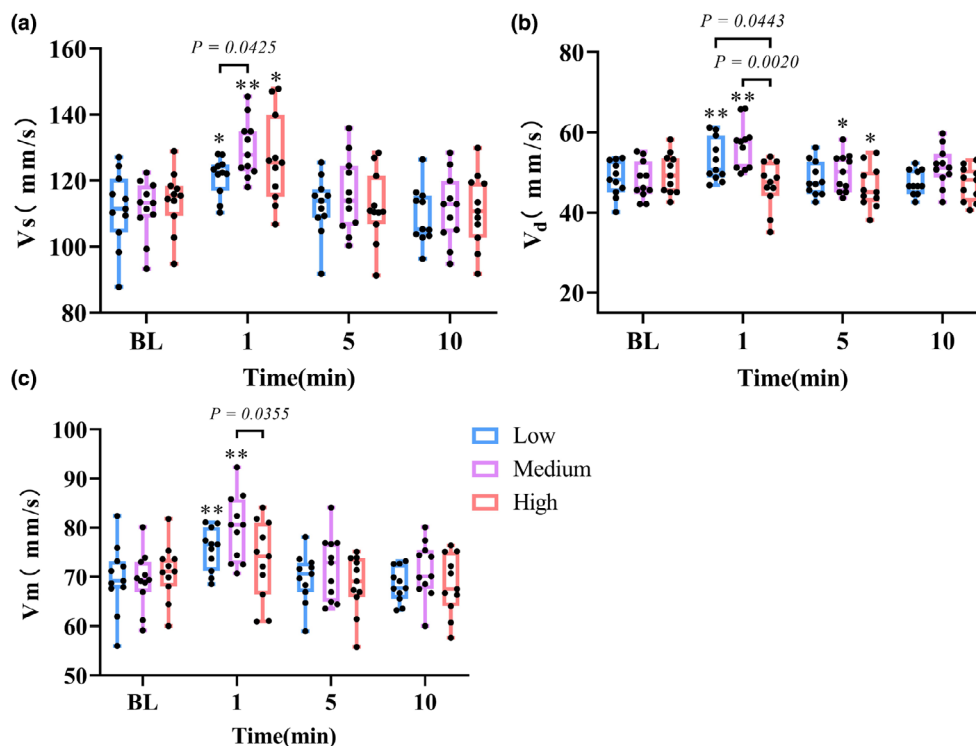 (a)
P = 0.0425
*
**
*
Vs ( mm/s)
160
140
120
100
80
BL 1 5 10
Time(min)
(b)
P = 0.0443
P = 0.0020
**
**
*
*
Vd ( mm/s)
80
60
40
20
BL 1 5 10
Time(min)
(c)
P = 0.0355
**
**
Vm ( mm/s)
100
90
80
70
60
50
BL 1 5 10
Time(min)
Low
Medium
High